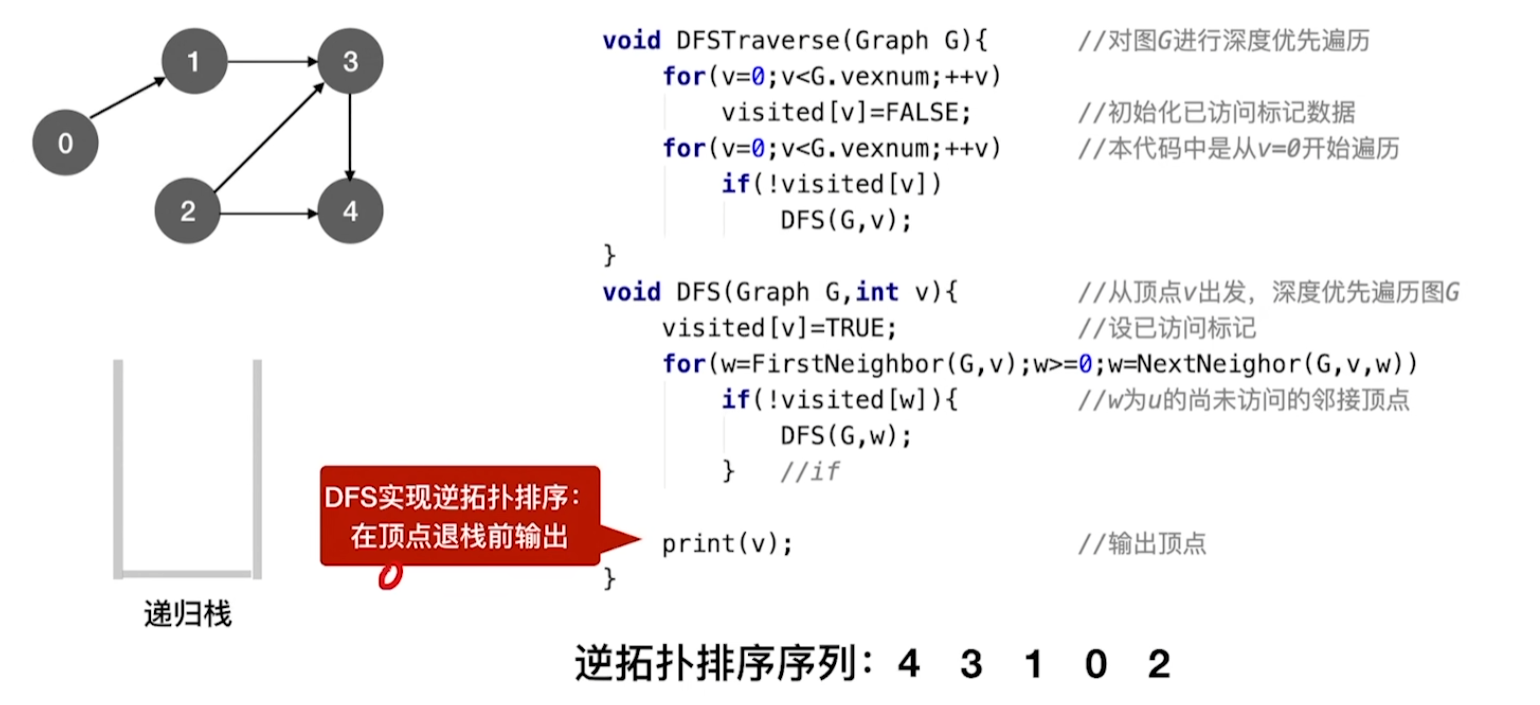 1
3
0
2
4
void DFSTraverse(Graph G){ //对图G进行深度优先遍历
for(v=0;v<G.vexnum;++v)
visited[v]=FALSE; //初始化已访问标记数据
for(v=0;v<G.vexnum;++v) //本代码中是从v=0开始遍历
if(!visited[v])
DFS(G,v);
}
void DFS(Graph G,int v){ //从顶点v出发，深度优先遍历图G
visited[v]=TRUE; //设已访问标记
for(w=FirstNeighbor(G,v);w>=0;w=NextNeighor(G,v,w))
if(!visited[w]){ //w为u的尚未访问的邻接顶点
DFS(G,w);
} //if
print(v); //输出顶点
}
DFS实现逆拓扑排序：
在顶点退栈前输出
递归栈
逆拓扑排序序列：4 3 1 0 2